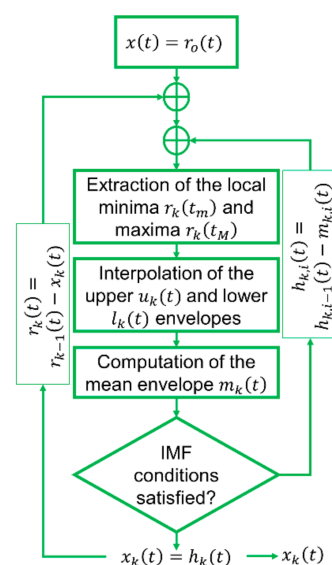 x(t) = r_o(t)
Extraction of the local
minima r_k(t_m) and
maxima r_k(t_M)
Interpolation of the
upper u_k(t) and lower
l_k(t) envelopes
Computation of the
mean envelope m_k(t)
IMF
conditions
satisfied?
x_k(t) = h_k(t)
x_k(t)
r_k(t) =
r_{k-1}(t) − x_k(t)
h_{k,i}(t) =
h_{k,i-1}(t) − m_{k,i}(t)